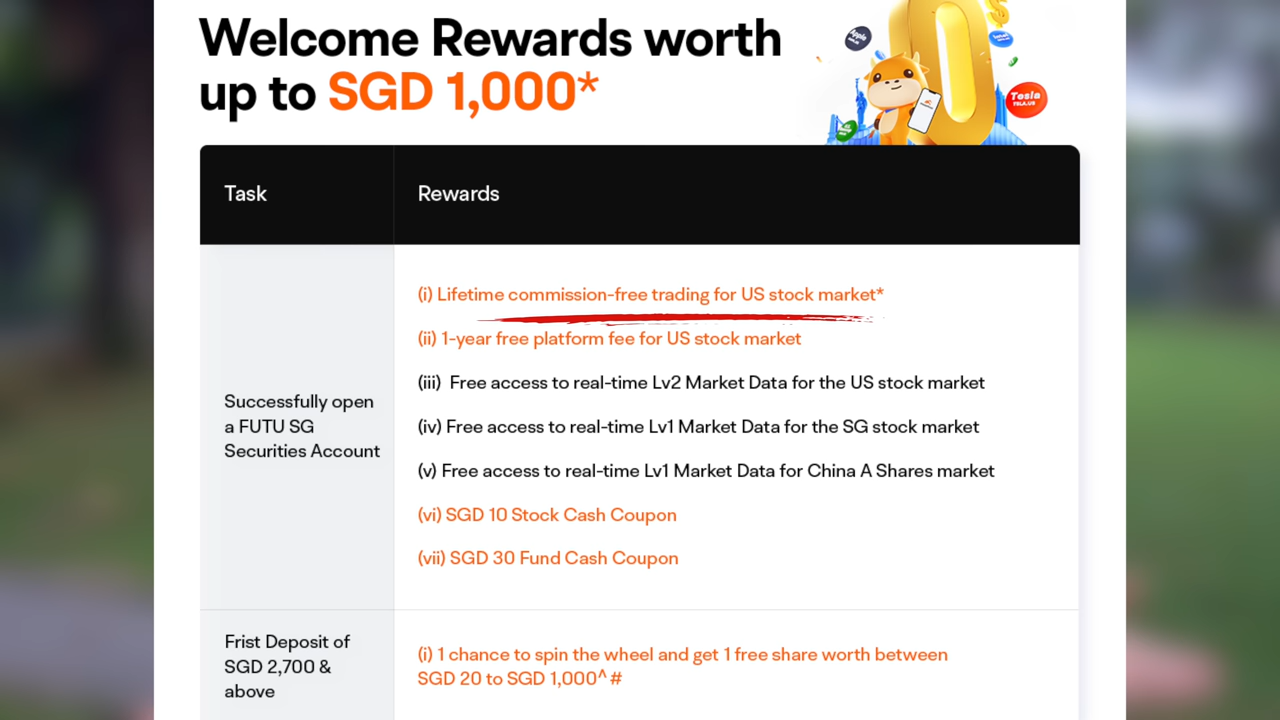 Welcome Rewards worth
up to SGD 1,000*
Apple
Tesla
TSLA.US
Task
Rewards
Successfully open
a FUTU SG
Securities Account
(i) Lifetime commission-free trading for US stock market*
(ii) 1-year free platform fee for US stock market
(iii) Free access to real-time Lv2 Market Data for the US stock market
(iv) Free access to real-time Lv1 Market Data for the SG stock market
(v) Free access to real-time Lv1 Market Data for China A Shares market
(vi) SGD 10 Stock Cash Coupon
(vii) SGD 30 Fund Cash Coupon
Frist Deposit of
SGD 2,700 &
above
(i) 1 chance to spin the wheel and get 1 free share worth between
SGD 20 to SGD 1,000^ #